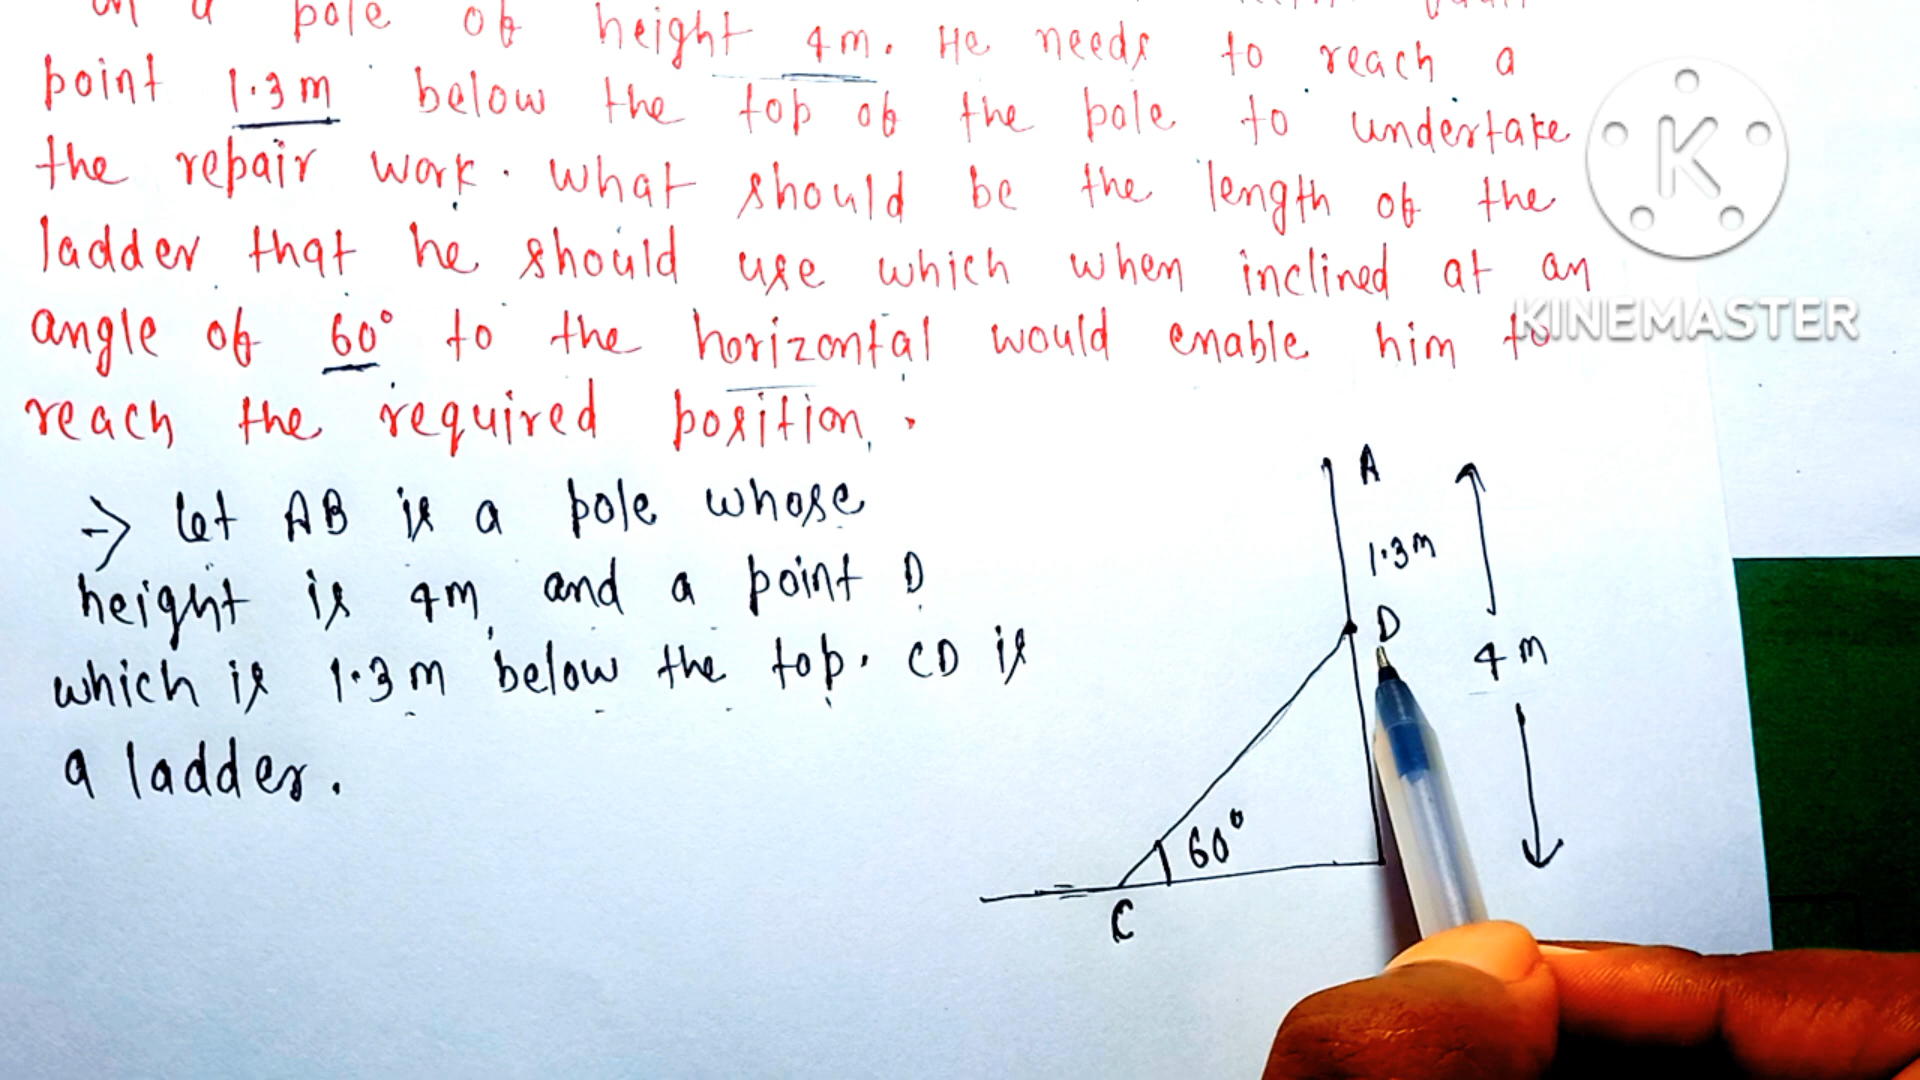 a pole of height 4m. He needs to reach a
point 1.3m below the top of the pole to undertake
the repair work. What should be the length of the
ladder that he should use which when inclined at an
angle of 60° to the horizontal would enable him to
reach the required position.
→ let AB is a pole whose
height is 4m and a point D
which is 1.3m below the top. CD is
a ladder.
A
1.3m
D
4m
60°
C
K
KINEMASTER